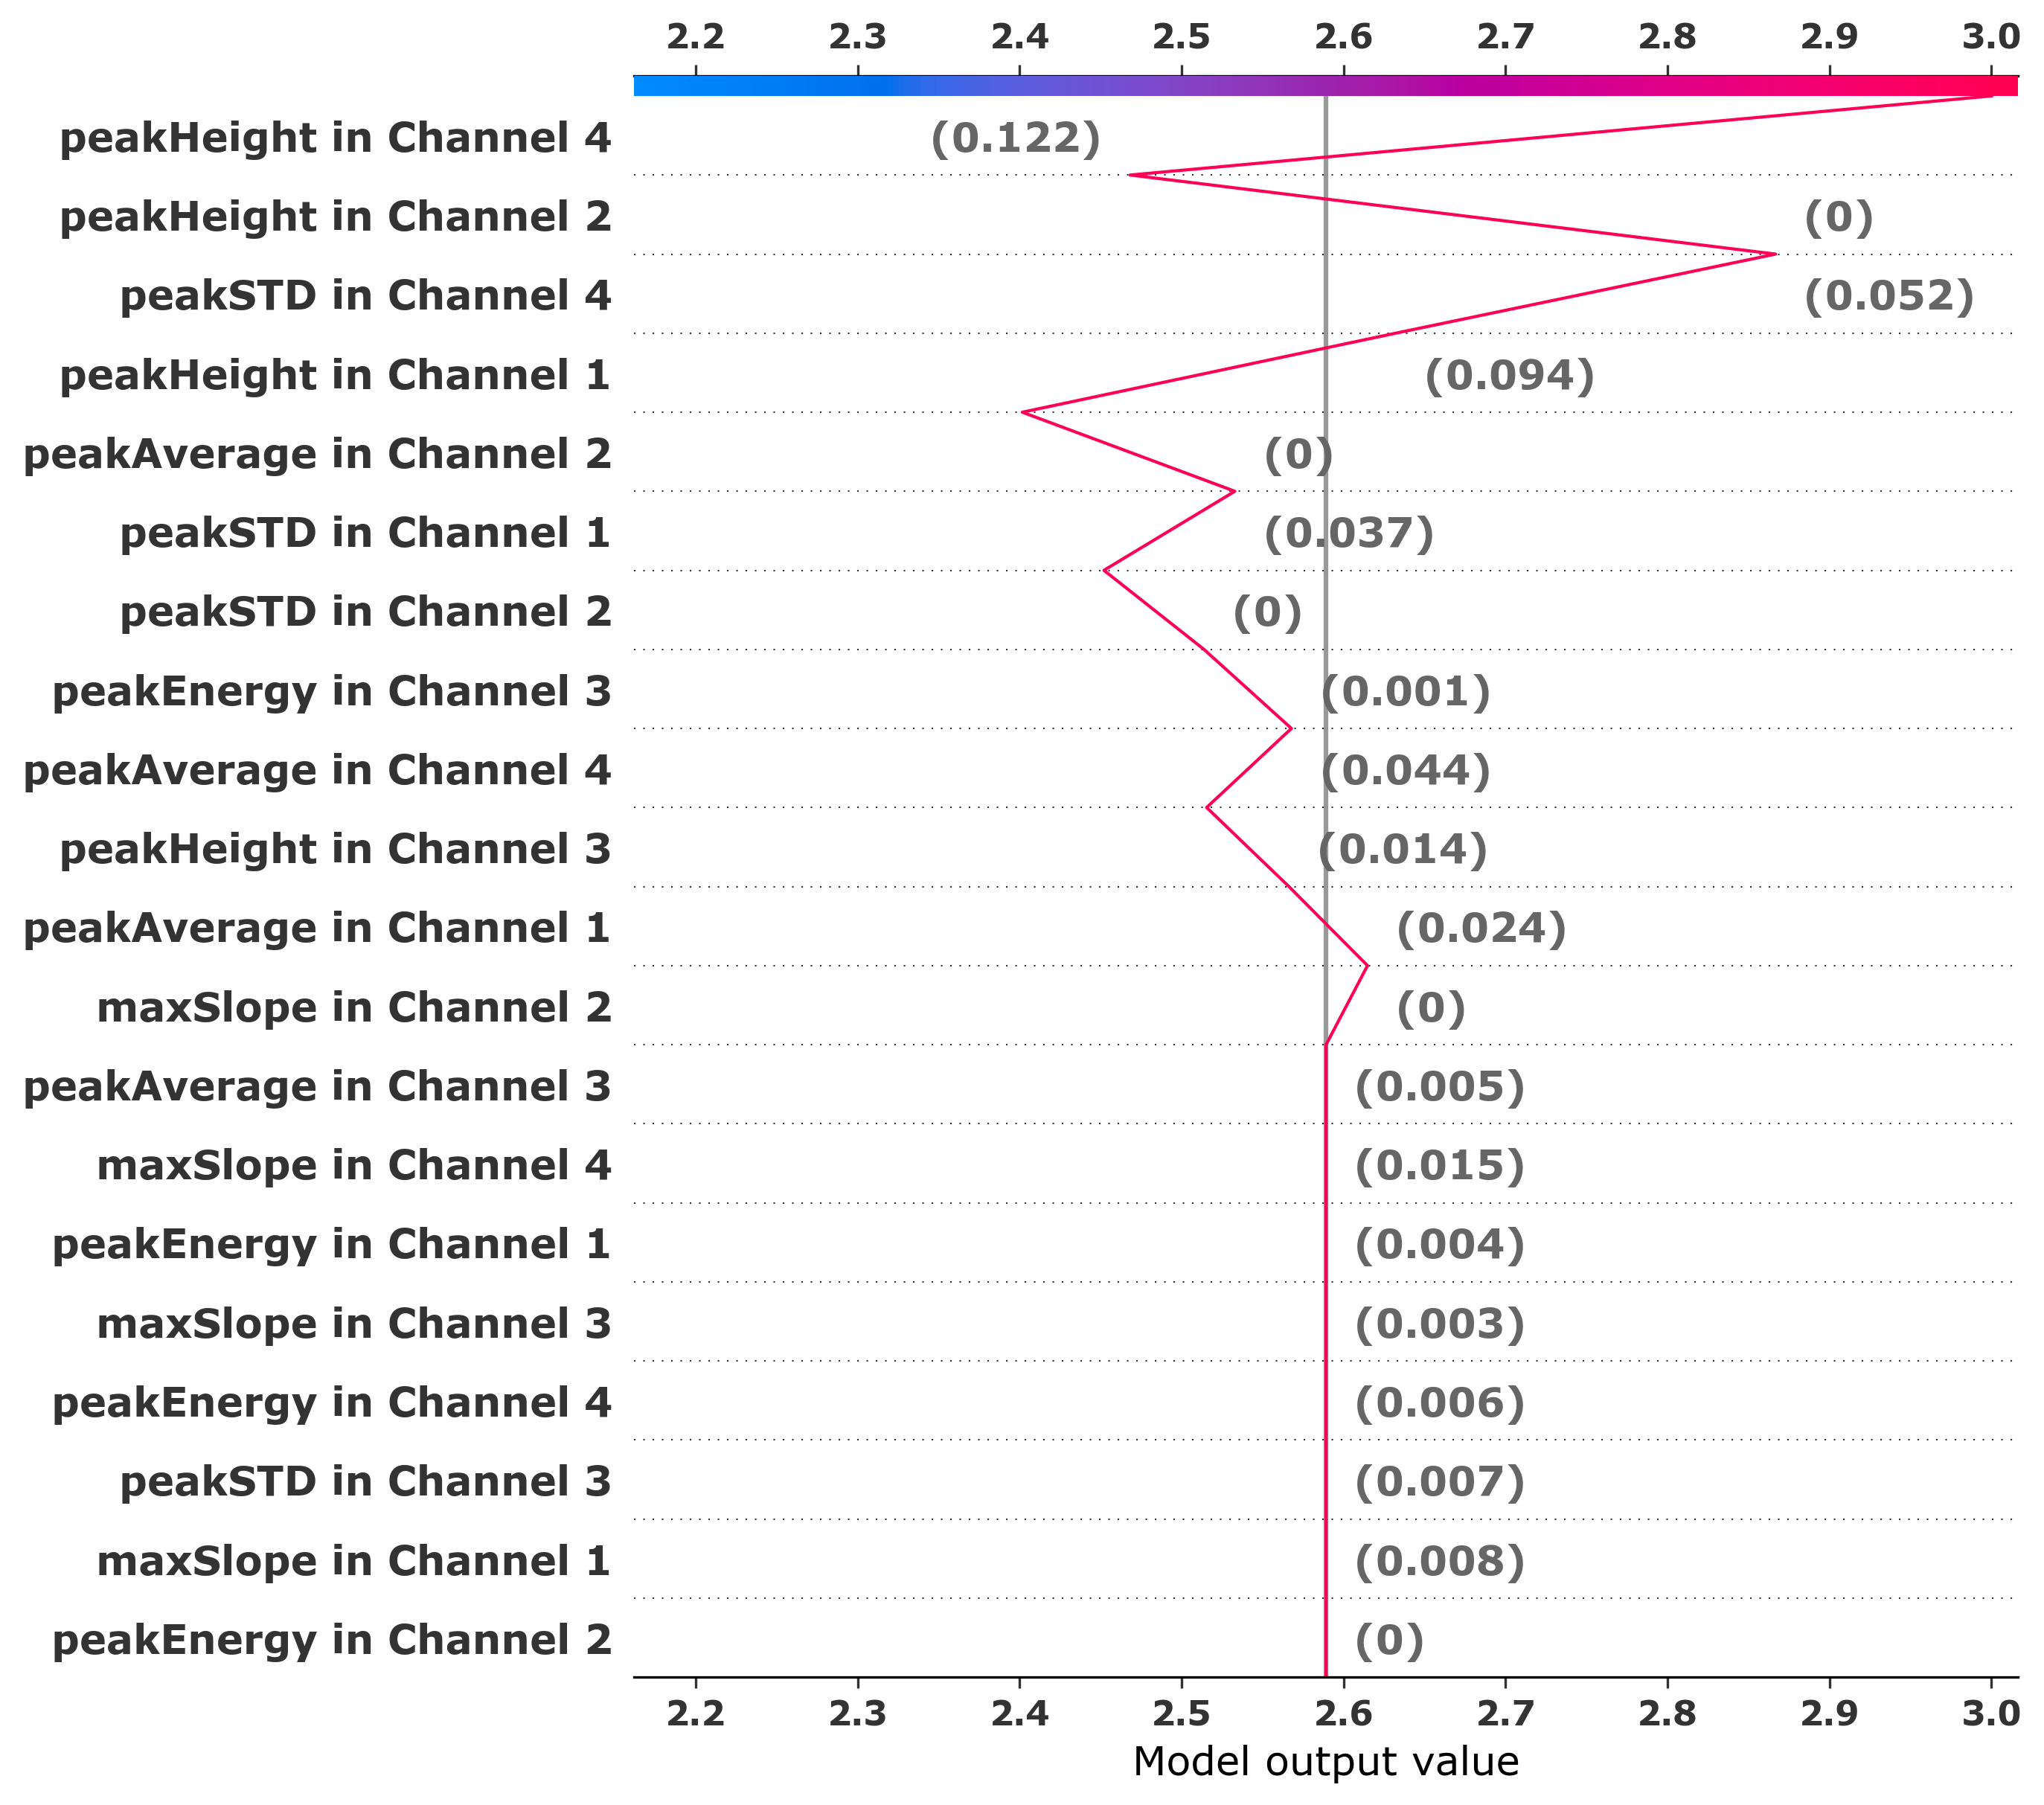 2.2 2.3 2.4 2.5 2.6 2.7 2.8 2.9 3.0
peakHeight in Channel 4 (0.122)
peakHeight in Channel 2 (0)
peakSTD in Channel 4 (0.052)
peakHeight in Channel 1 (0.094)
peakAverage in Channel 2 (0)
peakSTD in Channel 1 (0.037)
peakSTD in Channel 2 (0)
peakEnergy in Channel 3 (0.001)
peakAverage in Channel 4 (0.044)
peakHeight in Channel 3 (0.014)
peakAverage in Channel 1 (0.024)
maxSlope in Channel 2 (0)
peakAverage in Channel 3 (0.005)
maxSlope in Channel 4 (0.015)
peakEnergy in Channel 1 (0.004)
maxSlope in Channel 3 (0.003)
peakEnergy in Channel 4 (0.006)
peakSTD in Channel 3 (0.007)
maxSlope in Channel 1 (0.008)
peakEnergy in Channel 2 (0)
2.2 2.3 2.4 2.5 2.6 2.7 2.8 2.9 3.0
Model output value